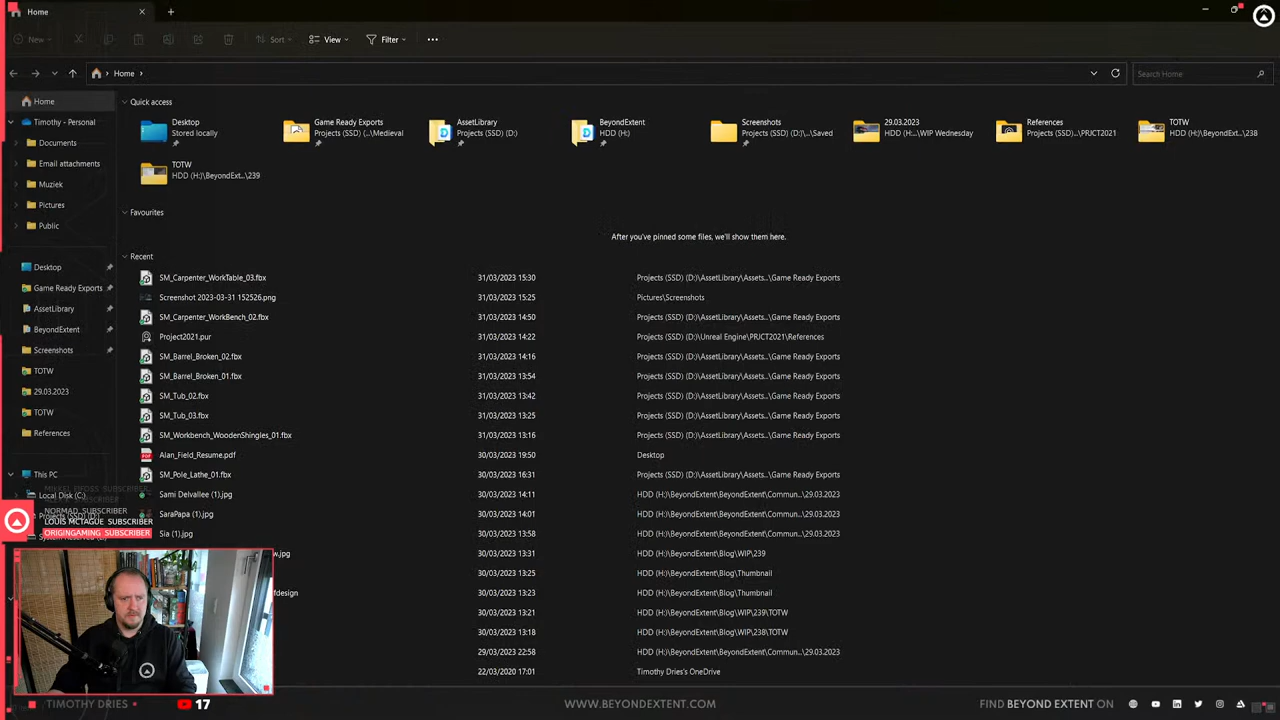 Home
New
Sort
View
Filter
Home
Search Home
Home
Timothy - Personal
Documents
Email attachments
Muziek
Pictures
Public
Desktop
Game Ready Exports
AssetLibrary
BeyondExtent
Screenshots
TOTW
29.03.2023
TOTW
References
This PC
Local Disk (C:)
Quick access
Desktop
Stored locally
Game Ready Exports
Projects (SSD) (...\Medieval
AssetLibrary
Projects (SSD) (D:)
BeyondExtent
HDD (H:)
Screenshots
Projects (SSD) (D:\...\Saved
29.03.2023
HDD (H:...\WIP Wednesday
References
Projects (SSD)...\PRJCT2021
TOTW
HDD (H:)\BeyondExt...\238
TOTW
HDD (H:)\BeyondExt...\239
Favourites
After you've pinned some files, we'll show them here.
Recent
SM_Carpenter_WorkTable_03.fbx 31/03/2023 15:30 Projects (SSD) (D:)\AssetLibrary\Assets...\Game Ready Exports
Screenshot 2023-03-31 152526.png 31/03/2023 15:25 Pictures\Screenshots
SM_Carpenter_WorkBench_02.fbx 31/03/2023 14:50 Projects (SSD) (D:)\AssetLibrary\Assets...\Game Ready Exports
Project2021.pur 31/03/2023 14:22 Projects (SSD) (D:)\Unreal Engine\PRJCT2021\References
SM_Barrel_Broken_02.fbx 31/03/2023 14:16 Projects (SSD) (D:)\AssetLibrary\Assets...\Game Ready Exports
SM_Barrel_Broken_01.fbx 31/03/2023 13:54 Projects (SSD) (D:)\AssetLibrary\Assets...\Game Ready Exports
SM_Tub_02.fbx 31/03/2023 13:42 Projects (SSD) (D:)\AssetLibrary\Assets...\Game Ready Exports
SM_Tub_03.fbx 31/03/2023 13:25 Projects (SSD) (D:)\AssetLibrary\Assets...\Game Ready Exports
SM_Workbench_WoodenShingles_01.fbx 31/03/2023 13:16 Projects (SSD) (D:)\AssetLibrary\Assets...\Game Ready Exports
Alan_Field_Resume.pdf 30/03/2023 19:50 Desktop
SM_Pole_Lathe_01.fbx 30/03/2023 16:31 Projects (SSD) (D:)\AssetLibrary\Assets...\Game Ready Exports
Sami Delvallee (1).jpg 30/03/2023 14:11 HDD (H:)\BeyondExtent\BeyondExtent\Commun...\29.03.2023
SaraPapa (1).jpg 30/03/2023 14:01 HDD (H:)\BeyondExtent\BeyondExtent\Commun...\29.03.2023
Sia (1).jpg 30/03/2023 13:58 HDD (H:)\BeyondExtent\BeyondExtent\Commun...\29.03.2023
.jpg 30/03/2023 13:31 HDD (H:)\BeyondExtent\Blog\WIP\239
30/03/2023 13:25 HDD (H:)\BeyondExtent\Blog\Thumbnail
design 30/03/2023 13:23 HDD (H:)\BeyondExtent\Blog\Thumbnail
30/03/2023 13:21 HDD (H:)\BeyondExtent\Blog\WIP\239\TOTW
30/03/2023 13:18 HDD (H:)\BeyondExtent\Blog\WIP\238\TOTW
29/03/2023 22:58 HDD (H:)\BeyondExtent\BeyondExtent\Commun...\29.03.2023
22/03/2020 17:01 Timothy Dries's OneDrive
NORMAD_SUBSCRIBER
LOUIS MCTAGUE SUBSCRIBER
ORIGINGAMING SUBSCRIBER
TIMOTHY DRIES
17
WWW.BEYONDEXTENT.COM
FIND BEYOND EXTENT ON